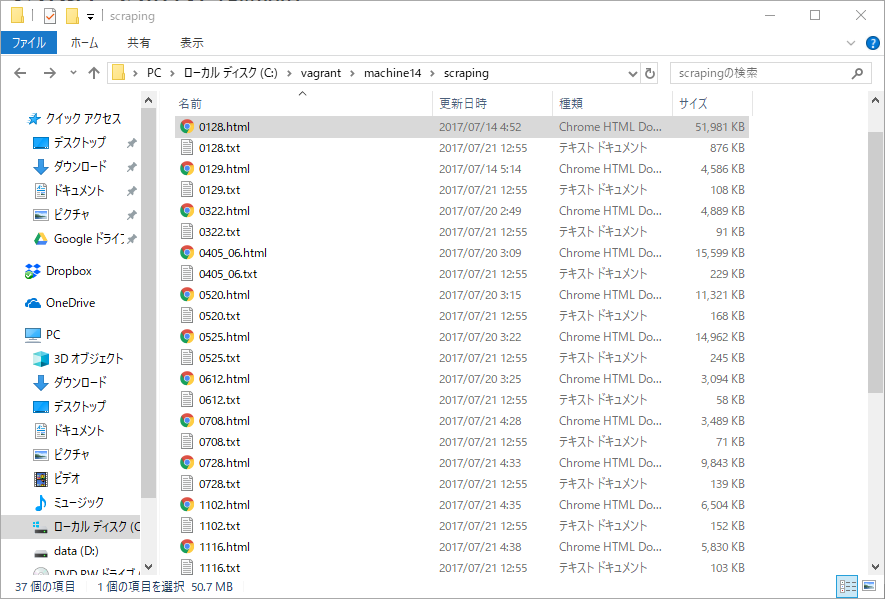 scraping
ファイル ホーム 共有 表示
PC ローカル ディスク (C:) vagrant machine14 scraping scrapingの検索
クイック アクセス
デスクトップ
ダウンロード
ドキュメント
ピクチャ
Google ドライブ
Dropbox
OneDrive
PC
3D オブジェクト
ダウンロード
デスクトップ
ドキュメント
ピクチャ
ビデオ
ミュージック
ローカル ディスク (C
data (D:)
DVD RW ドライブ
名前 更新日時 種類 サイズ
0128.html 2017/07/14 4:52 Chrome HTML Do... 51,981 KB
0128.txt 2017/07/21 12:55 テキスト ドキュメント 876 KB
0129.html 2017/07/14 5:14 Chrome HTML Do... 4,586 KB
0129.txt 2017/07/21 12:55 テキスト ドキュメント 108 KB
0322.html 2017/07/20 2:49 Chrome HTML Do... 4,889 KB
0322.txt 2017/07/21 12:55 テキスト ドキュメント 91 KB
0405_06.html 2017/07/20 3:09 Chrome HTML Do... 15,599 KB
0405_06.txt 2017/07/21 12:55 テキスト ドキュメント 229 KB
0520.html 2017/07/20 3:15 Chrome HTML Do... 11,321 KB
0520.txt 2017/07/21 12:55 テキスト ドキュメント 168 KB
0525.html 2017/07/20 3:22 Chrome HTML Do... 14,962 KB
0525.txt 2017/07/21 12:55 テキスト ドキュメント 245 KB
0612.html 2017/07/20 3:25 Chrome HTML Do... 3,094 KB
0612.txt 2017/07/21 12:55 テキスト ドキュメント 58 KB
0708.html 2017/07/21 4:28 Chrome HTML Do... 3,489 KB
0708.txt 2017/07/21 12:55 テキスト ドキュメント 71 KB
0728.html 2017/07/21 4:33 Chrome HTML Do... 9,843 KB
0728.txt 2017/07/21 12:55 テキスト ドキュメント 139 KB
1102.html 2017/07/21 4:35 Chrome HTML Do... 6,504 KB
1102.txt 2017/07/21 12:55 テキスト ドキュメント 152 KB
1116.html 2017/07/21 4:38 Chrome HTML Do... 5,830 KB
1116.txt 2017/07/21 12:55 テキスト ドキュメント 103 KB
37 個の項目 1 個の項目を選択 50.7 MB